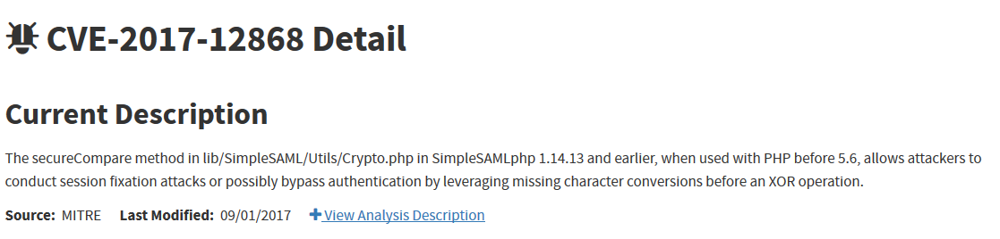 CVE-2017-12868 Detail
Current Description
The secureCompare method in lib/SimpleSAML/Utils/Crypto.php in SimpleSAMLphp 1.14.13 and earlier, when used with PHP before 5.6, allows attackers to
conduct session fixation attacks or possibly bypass authentication by leveraging missing character conversions before an XOR operation.
Source: MITRE Last Modified: 09/01/2017 +View Analysis Description